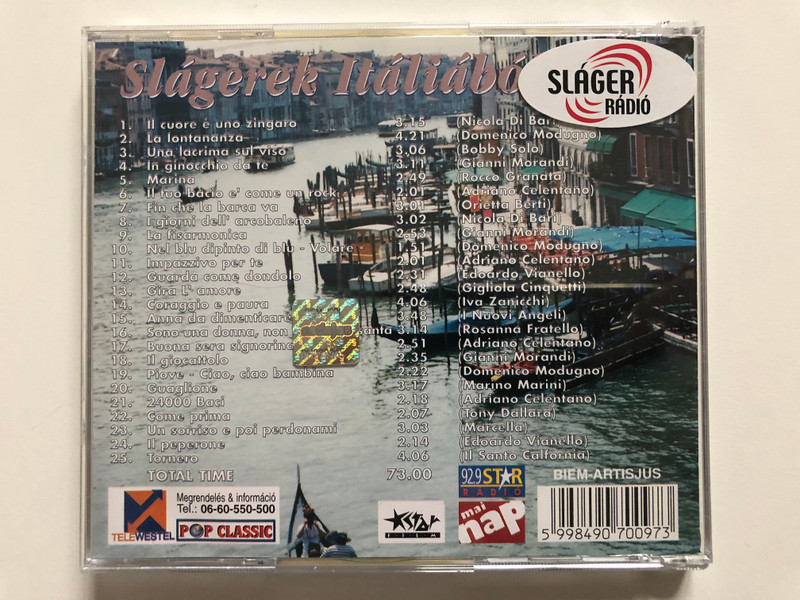 Slágerek Itáliábó
SLÁGER
RÁDIÓ
1. Il cuore é uno zingaro 3.15 (Nicola Di Bari
2. La lontananza 4.21 (Domenico Modugno)
3. Una lacrima sul viso 3.06 (Bobby Solo)
4. In ginocchio da te 3.11 (Gianni Morandi)
5. Marina 2.49 (Rocco Granata)
6. Il tuo bacio e' come un rock 2.01 (Adriano Celentano)
7. Fin che la barca va 3.01 (Orietta Berti)
8. I giorni dell' arcobaleno 3.02 (Nicola Di Bari)
9. La fisarmonica 2.53 (Gianni Morandi)
10. Nel blu dipinto di blu - Volare 1.51 (Domenico Modugno)
11. Impazzivo per te 2.01 (Adriano Celentano)
12. Guarda come dondolo 2.31 (Edoardo Vianello)
13. Gira L' amore 2.48 (Gigliola Cinquetti)
14. Coraggio e paura 4.06 (Iva Zanicchi)
15. Anna da dimenticare 3.48 (I Nuovi Angeli)
16. Sono una donna, non santa 3.14 (Rosanna Fratello)
17. Buona sera signorina 2.51 (Adriano Celentano)
18. Il giocattolo 2.35 (Gianni Morandi)
19. Piove - Ciao, ciao bambina 2.22 (Domenico Modugno)
20. Guaglione 3.17 (Marino Marini)
21. 24000 Baci 2.18 (Adriano Celentano)
22. Come prima 2.07 (Tony Dallara)
23. Un sorriso e poi perdonami 3.03 (Marcella)
24. Il peperone 2.14 (Edoardo Vianello)
25. Tornero 4.06 (Il Santo Calfornia)
TOTAL TIME 73.00
TELEWESTEL
Megrendelés & információ
Tel.: 06-60-550-500
POP CLASSIC
Star
FILM
92.9 STAR
RADIO
mai
nap
BIEM-ARTISJUS
5 998490 700973